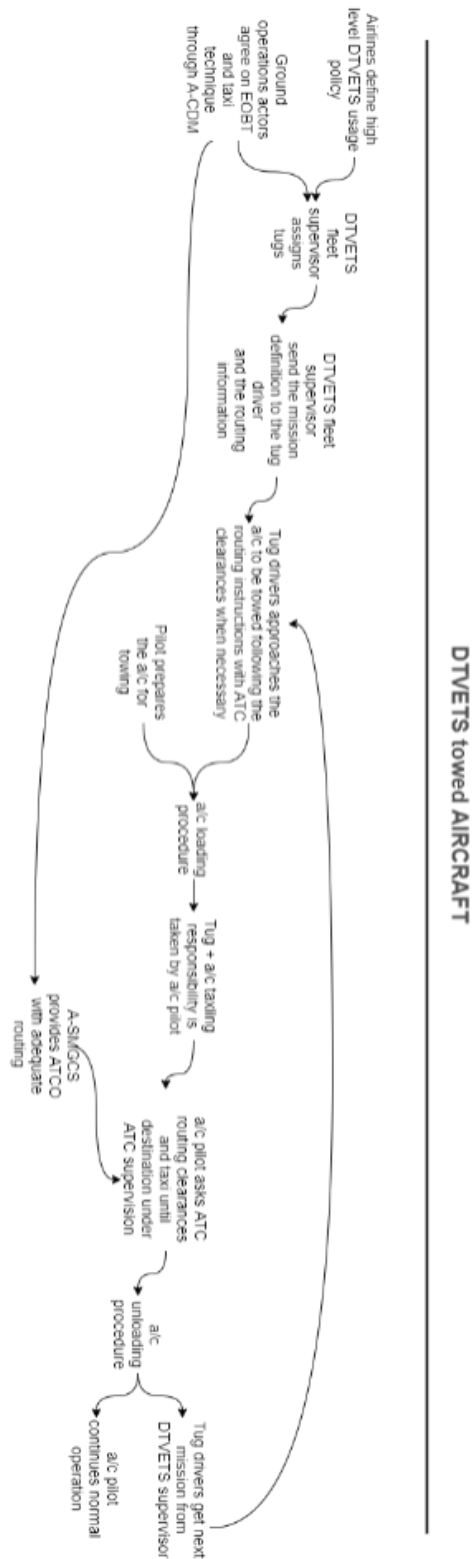 DTVETS towed AIRCRAFT
Airlines define high
level DTVETS usage
policy
Ground
operations actors
agree on EOBT
and taxi
technique
through A-CDM
DTVETS
fleet
supervisor
assigns
tugs
DTVETS fleet
supervisor
send the mission
definition to the tug
driver
and the routing
information
Tug drivers approaches the
a/c to be towed following the
routing instructions with ATC
clearances when necessary
Pilot prepares
the a/c for
towing
a/c loading
procedure
Tug + a/c taxiing
responsibility is
taken by a/c pilot
A-SMGCS
provides ATCO
with adequate
routing
a/c pilot asks ATC
routing clearances
and taxi until
destination under
ATC supervision
a/c
unloading
procedure
Tug drivers get next
mission from
DTVETS supervisor
a/c pilot
continues normal
operation